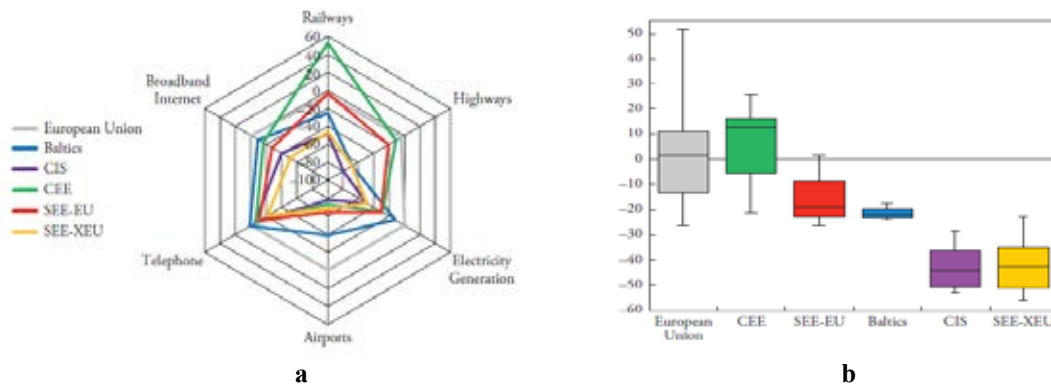 Railways
60
40
20
0
-20
-40
-60
-80
-100
Broadband
Internet
Highways
European Union
Baltics
CIS
CEE
SEE-EU
SEE-XEU
Telephone
Electricity
Generation
Airports
a
50
40
30
20
10
0
-10
-20
-30
-40
-50
-60
European
Union
CEE
SEE-EU
Baltics
CIS
SEE-XEU
b